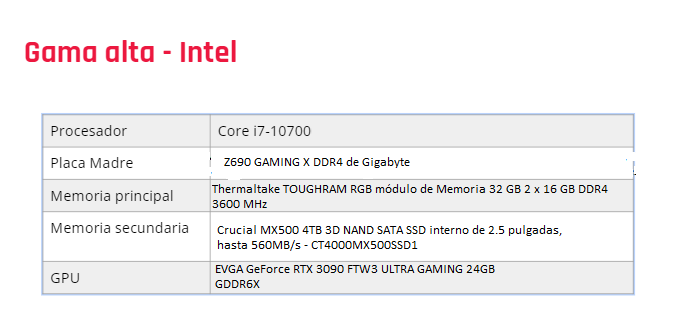 Gama alta - Intel
Procesador
Core i7-10700
Placa Madre
Z690 GAMING X DDR4 de Gigabyte
Memoria principal
Thermaltake TOUGHRAM RGB módulo de Memoria 32 GB 2 x 16 GB DDR4
3600 MHz
Memoria secundaria
Crucial MX500 4TB 3D NAND SATA SSD interno de 2.5 pulgadas,
hasta 560MB/s - CT4000MX500SSD1
GPU
EVGA GeForce RTX 3090 FTW3 ULTRA GAMING 24GB
GDDR6X